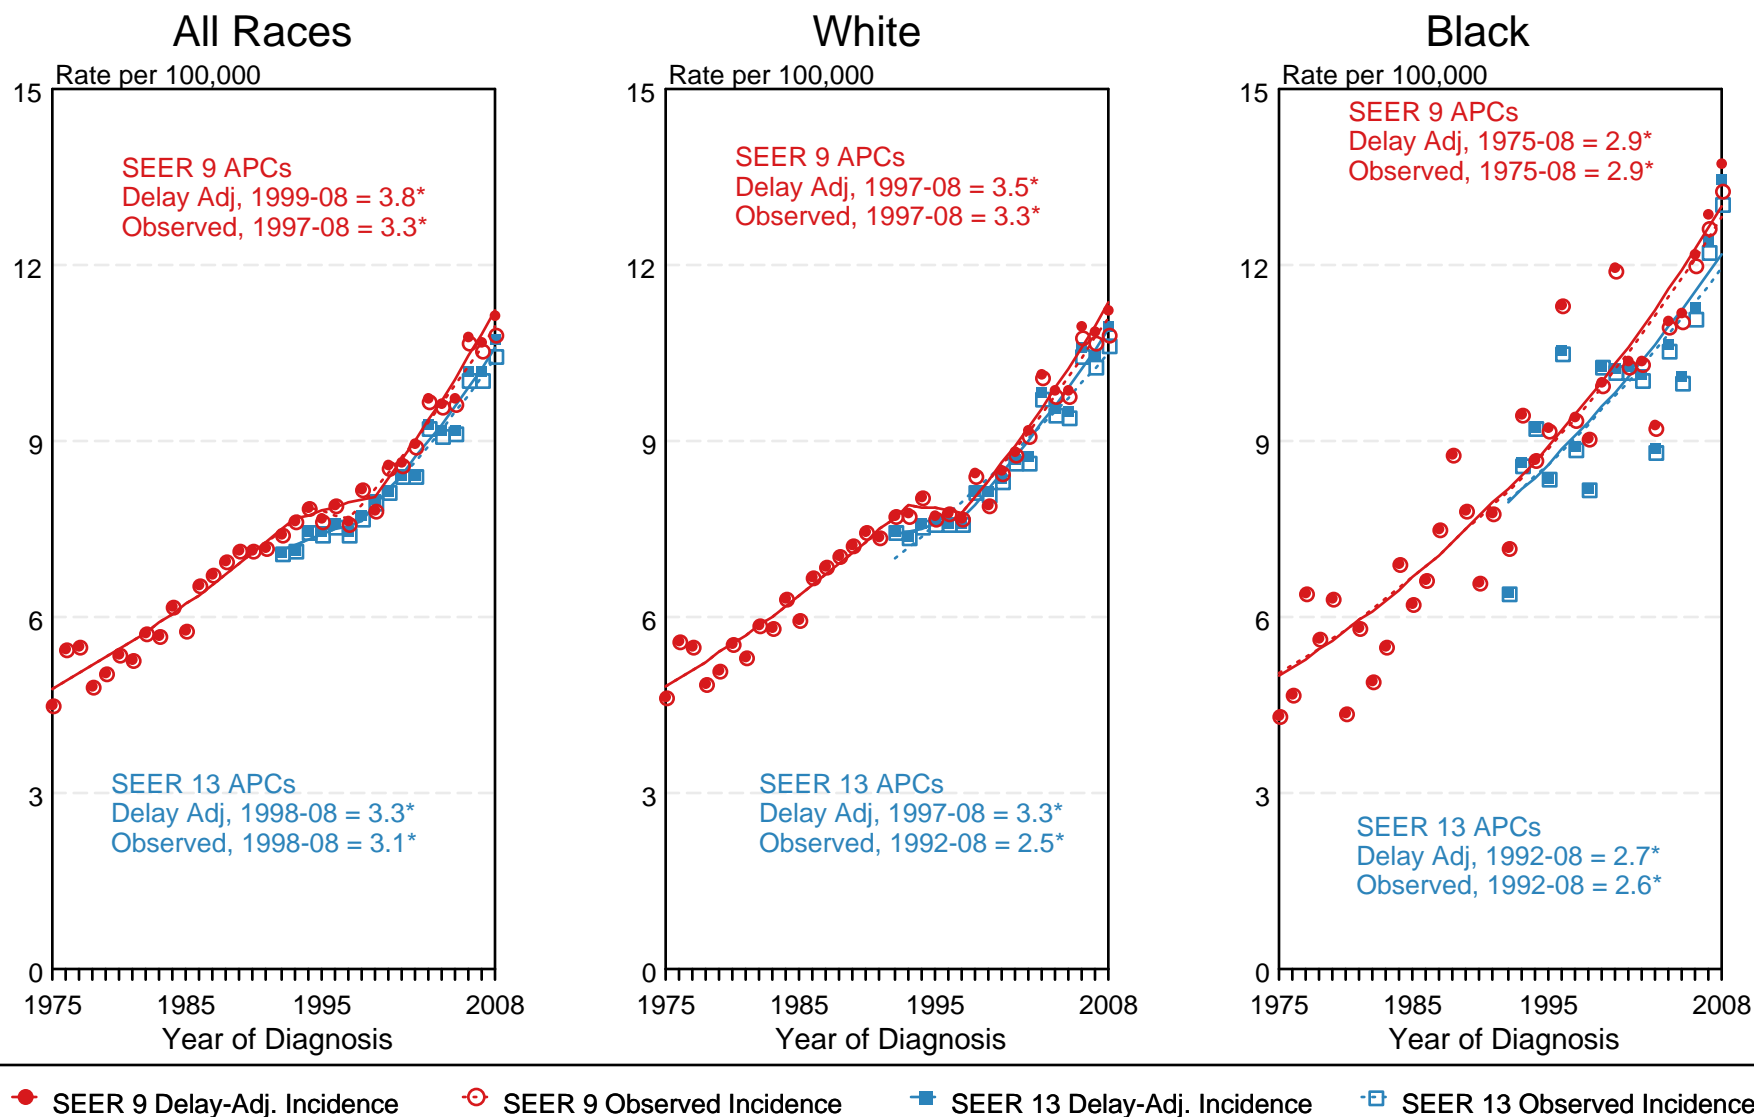 All Races
Rate per 100,000
15
12
9
6
3
0
SEER 9 APCs
Delay Adj, 1999-08 = 3.8*
Observed, 1997-08 = 3.3*
SEER 13 APCs
Delay Adj, 1998-08 = 3.3*
Observed, 1998-08 = 3.1*
1975 1985 1995 2008
Year of Diagnosis
White
Rate per 100,000
15
12
9
6
3
0
SEER 9 APCs
Delay Adj, 1997-08 = 3.5*
Observed, 1997-08 = 3.3*
SEER 13 APCs
Delay Adj, 1997-08 = 3.3*
Observed, 1992-08 = 2.5*
1975 1985 1995 2008
Year of Diagnosis
Black
Rate per 100,000
15
12
9
6
3
0
SEER 9 APCs
Delay Adj, 1975-08 = 2.9*
Observed, 1975-08 = 2.9*
SEER 13 APCs
Delay Adj, 1992-08 = 2.7*
Observed, 1992-08 = 2.6*
1975 1985 1995 2008
Year of Diagnosis
SEER 9 Delay-Adj. Incidence SEER 9 Observed Incidence SEER 13 Delay-Adj. Incidence SEER 13 Observed Incidence